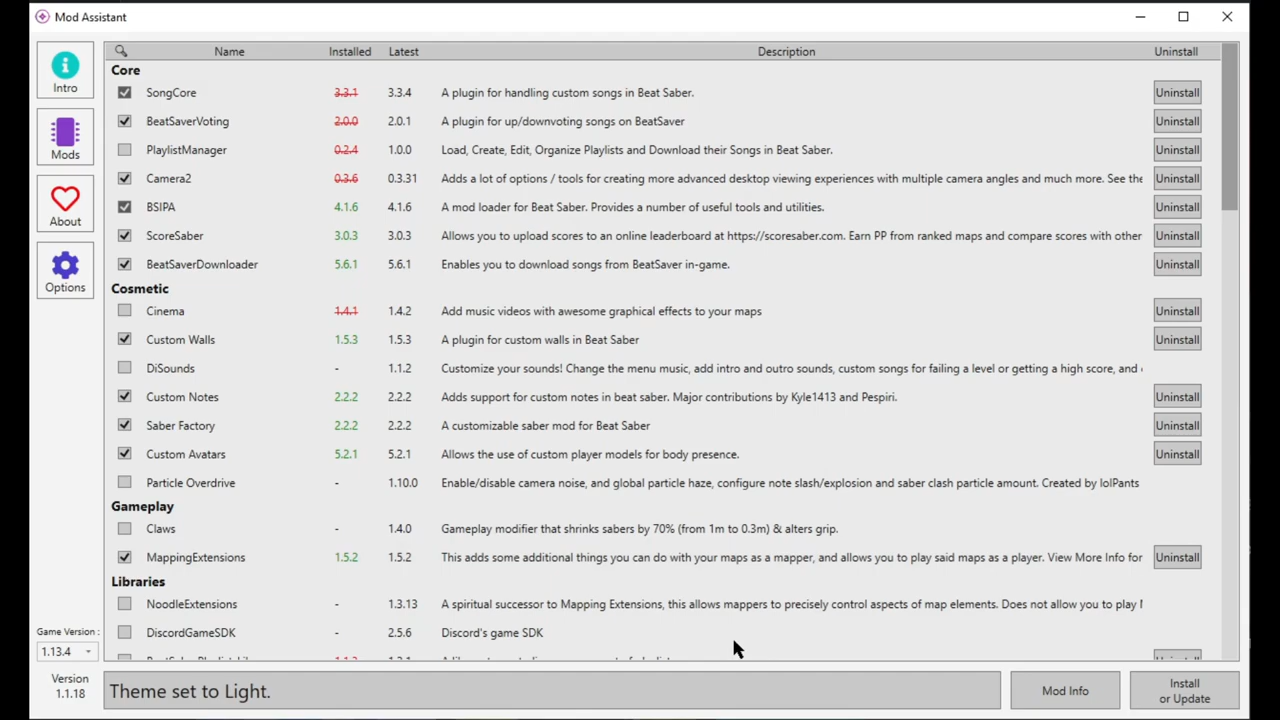 Mod Assistant
Name Installed Latest Description Uninstall
Intro
Mods
About
Options
Core
SongCore 3.3.1 3.3.4 A plugin for handling custom songs in Beat Saber. Uninstall
BeatSaverVoting 2.0.0 2.0.1 A plugin for up/downvoting songs on BeatSaver Uninstall
PlaylistManager 0.2.4 1.0.0 Load, Create, Edit, Organize Playlists and Download their Songs in Beat Saber. Uninstall
Camera2 0.3.6 0.3.31 Adds a lot of options / tools for creating more advanced desktop viewing experiences with multiple camera angles and much more. See the Uninstall
BSIPA 4.1.6 4.1.6 A mod loader for Beat Saber. Provides a number of useful tools and utilities. Uninstall
ScoreSaber 3.0.3 3.0.3 Allows you to upload scores to an online leaderboard at https://scoresaber.com. Earn PP from ranked maps and compare scores with other Uninstall
BeatSaverDownloader 5.6.1 5.6.1 Enables you to download songs from BeatSaver in-game. Uninstall
Cosmetic
Cinema 1.4.1 1.4.2 Add music videos with awesome graphical effects to your maps Uninstall
Custom Walls 1.5.3 1.5.3 A plugin for custom walls in Beat Saber Uninstall
DiSounds - 1.1.2 Customize your sounds! Change the menu music, add intro and outro sounds, custom songs for failing a level or getting a high score, and
Custom Notes 2.2.2 2.2.2 Adds support for custom notes in beat saber. Major contributions by Kyle1413 and Pespiri. Uninstall
Saber Factory 2.2.2 2.2.2 A customizable saber mod for Beat Saber Uninstall
Custom Avatars 5.2.1 5.2.1 Allows the use of custom player models for body presence. Uninstall
Particle Overdrive - 1.10.0 Enable/disable camera noise, and global particle haze, configure note slash/explosion and saber clash particle amount. Created by lolPants
Gameplay
Claws - 1.4.0 Gameplay modifier that shrinks sabers by 70% (from 1m to 0.3m) & alters grip.
MappingExtensions 1.5.2 1.5.2 This adds some additional things you can do with your maps as a mapper, and allows you to play said maps as a player. View More Info for Uninstall
Libraries
NoodleExtensions - 1.3.13 A spiritual successor to Mapping Extensions, this allows mappers to precisely control aspects of map elements. Does not allow you to play
DiscordGameSDK - 2.5.6 Discord's game SDK
Game Version :
1.13.4
Version
1.1.18
Theme set to Light.
Mod Info
Install
or Update